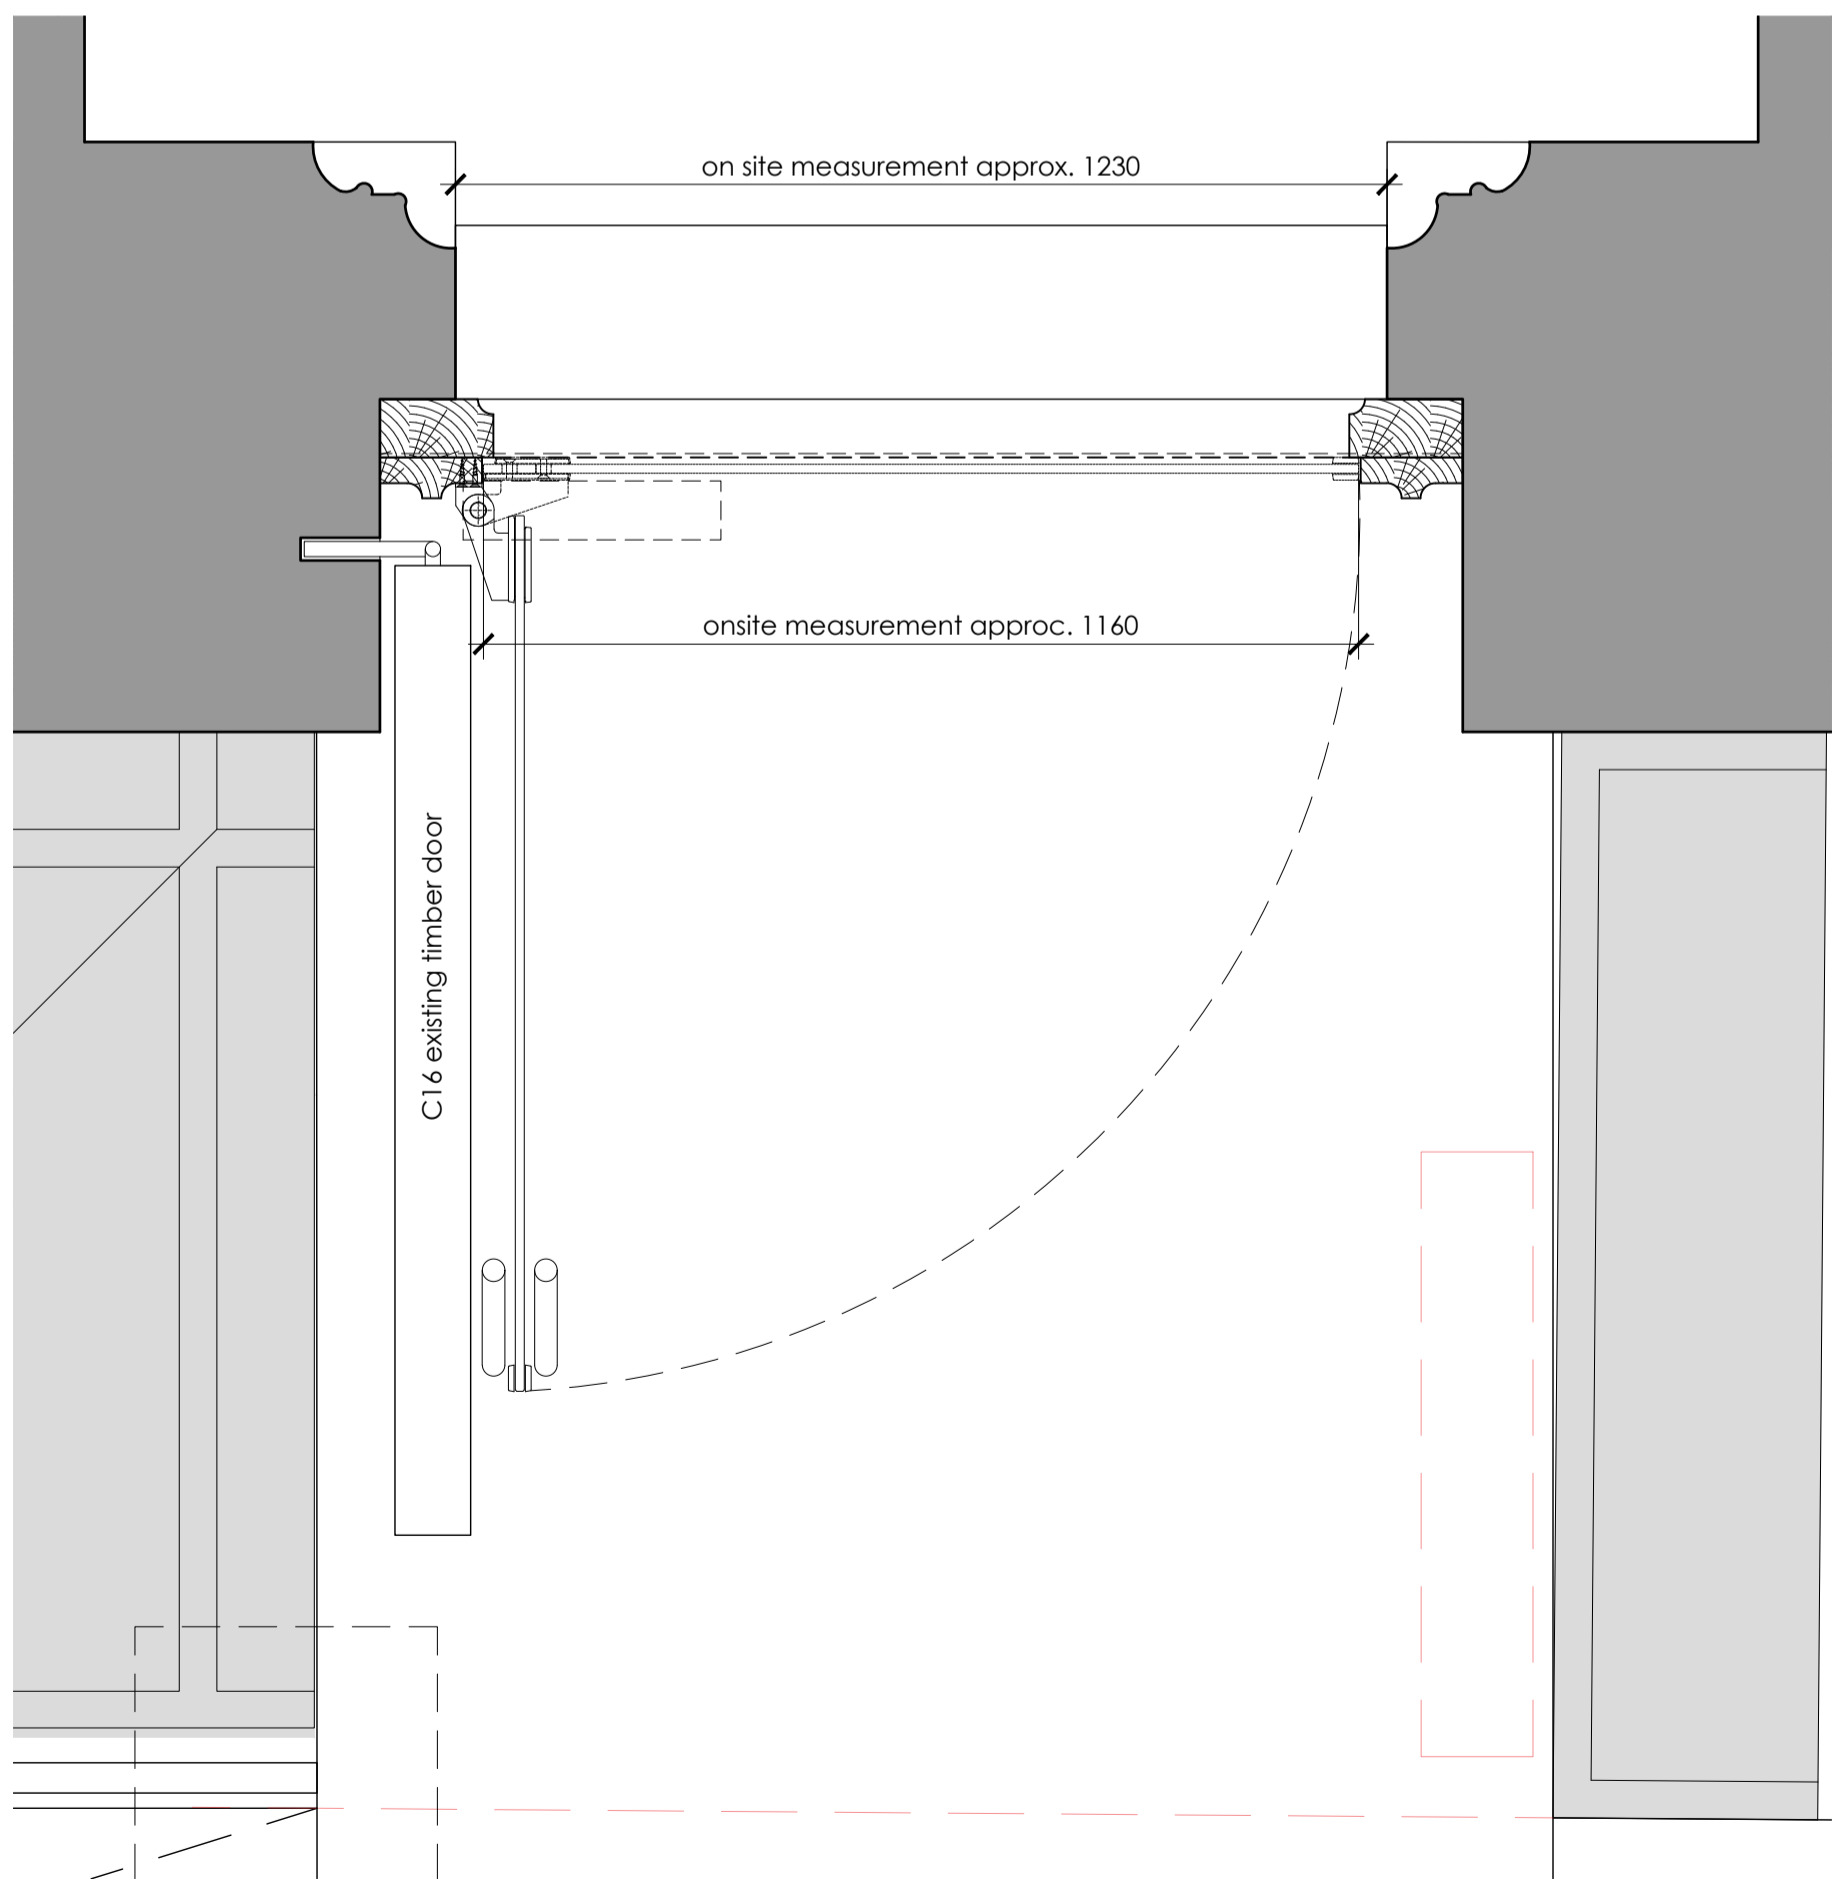 on site measurement approx. 1230
onsite measurement approc. 1160
C16 existing timber door